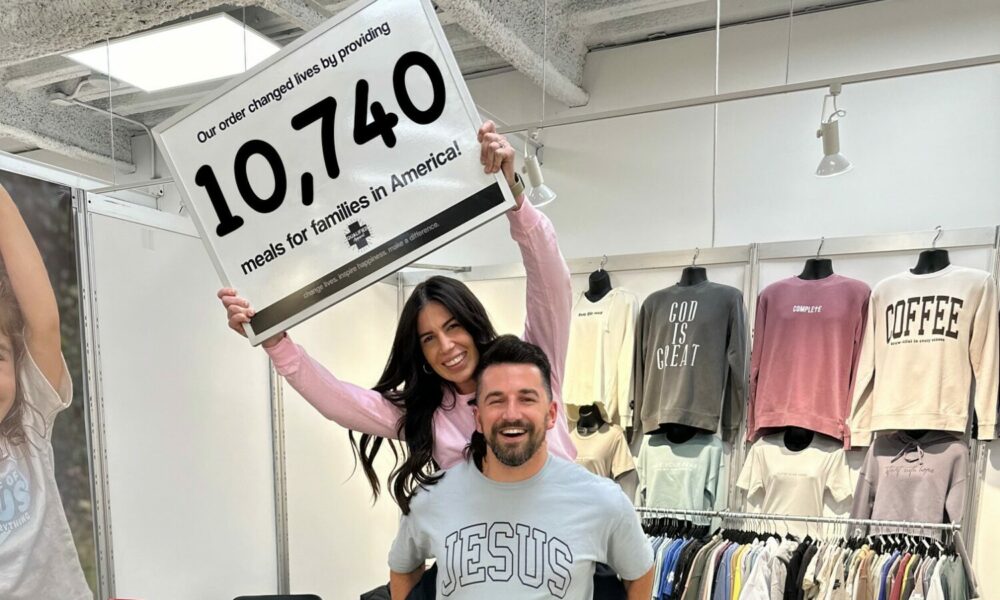 Our order changed lives by providing
10,740
meals for families in America!
change lives. inspire happiness. make a difference.
JESUS
GOD
IS
GREAT
COMPLETE
COFFEE
US